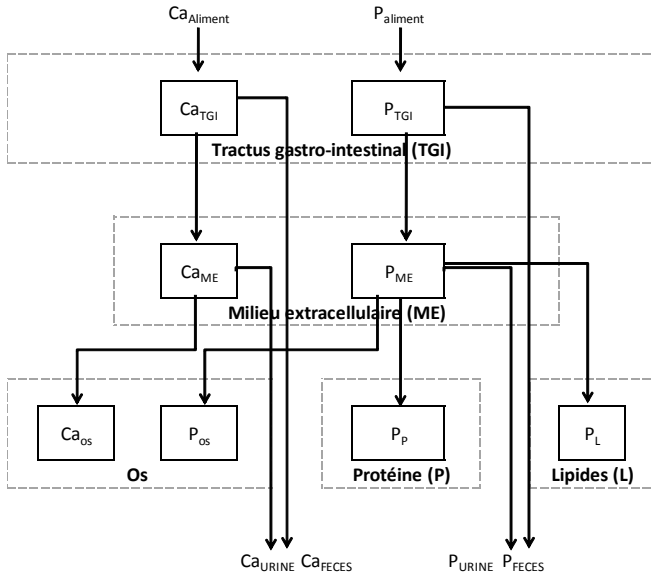 CaAliment Paliment
CaTGI PTGI
Tractus gastro-intestinal (TGI)
CaME PME
Milieu extracellulaire (ME)
Caos Pos PP PL
Os Protéine (P) Lipides (L)
CaURINE CaFECES PURINE PFECES